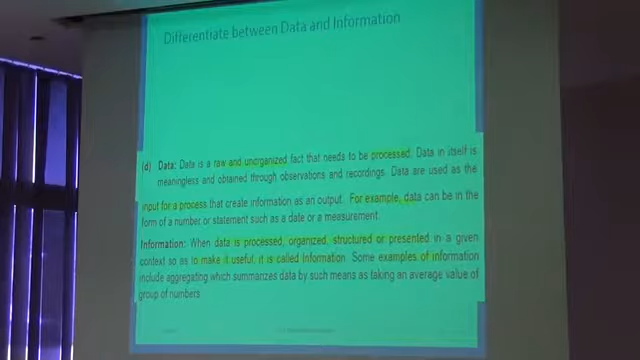 Differentiate between Data and Information
(d) Data: Data is a raw and unorganized fact that needs to be processed. Data in itself is
meaningless and obtained through observations and recordings. Data are used as the
input for a process that create information as an output. For example, data can be in the
form of a number or statement such as a date or a measurement.
Information: When data is processed, organized, structured or presented in a given
context so as to make it useful, it is called Information. Some examples of information
include aggregating which summarizes data by such means as taking an average value of
group of numbers